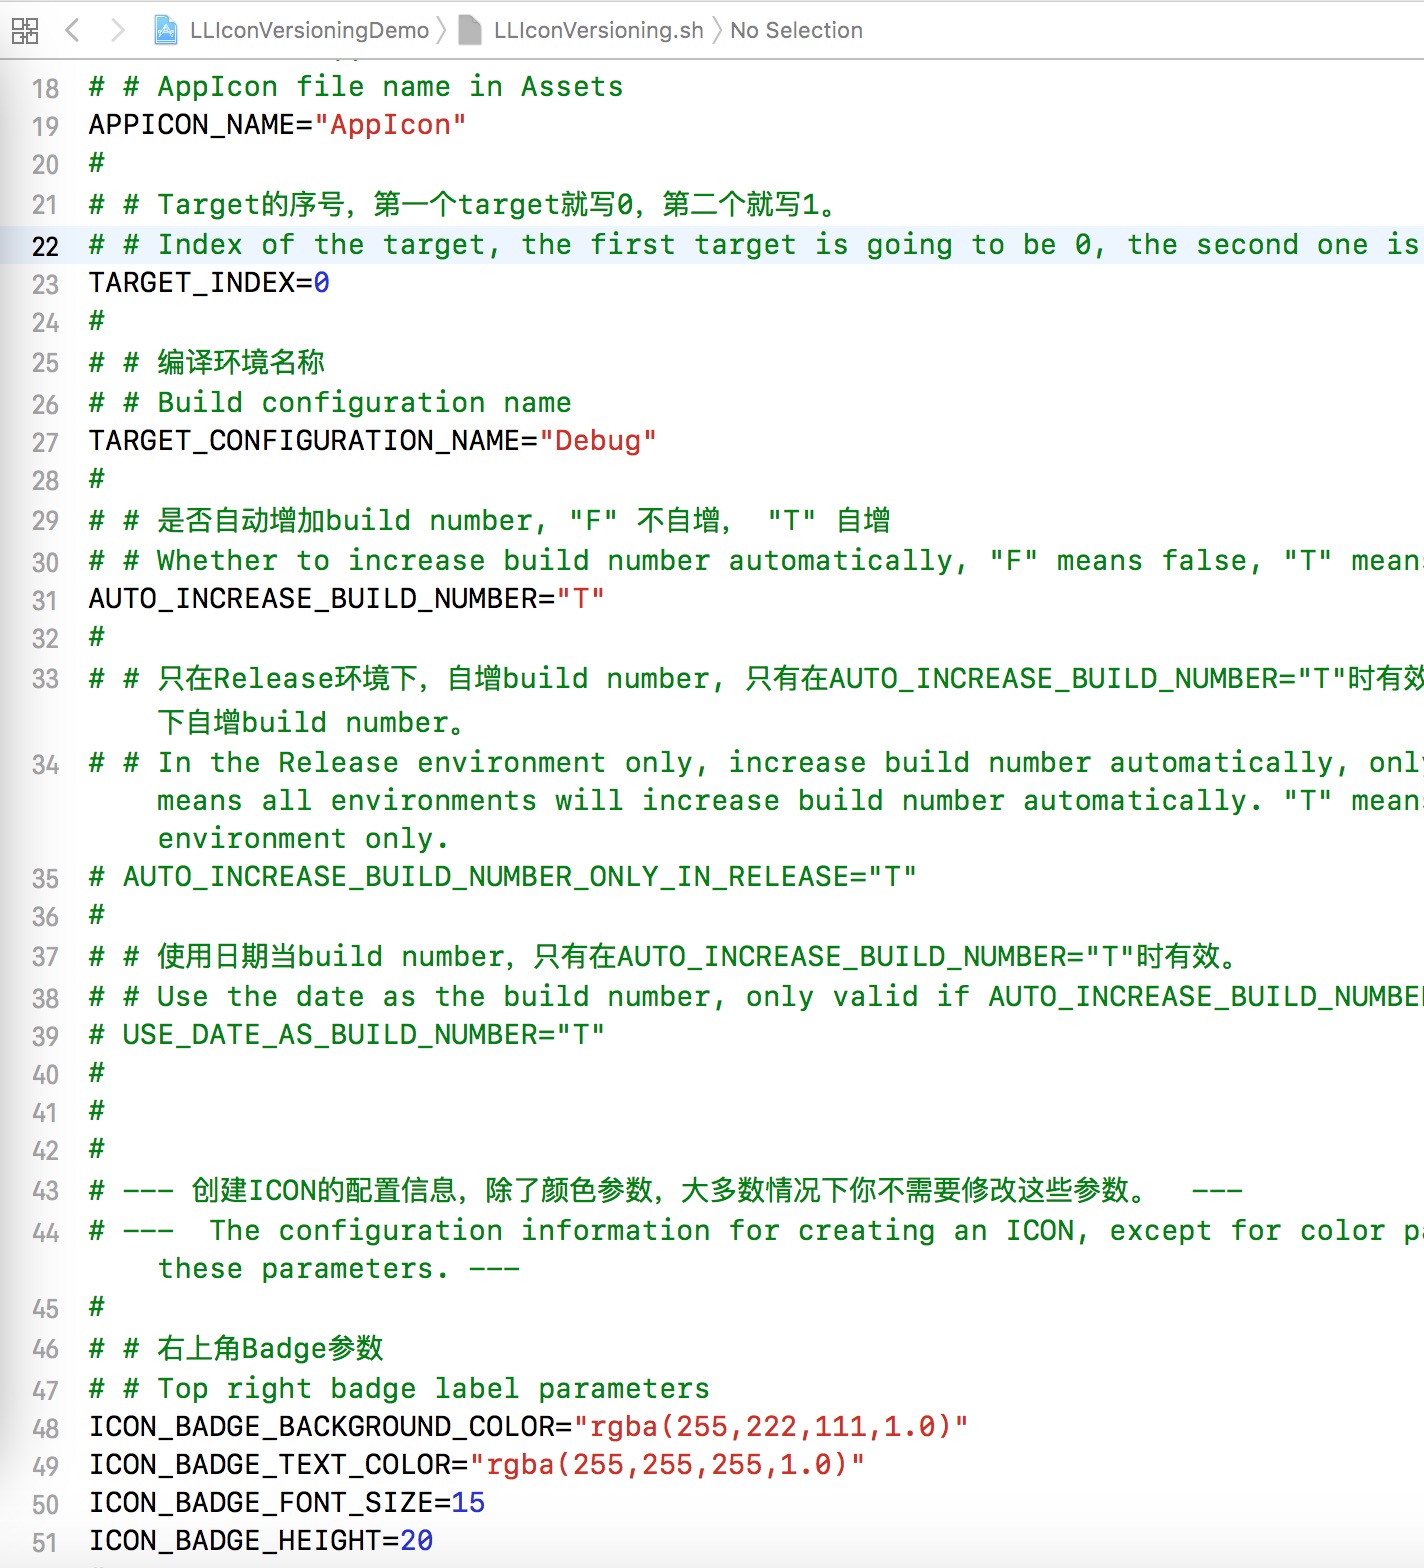 LLIconVersioningDemo LLIconVersioning.sh No Selection
18 # # AppIcon file name in Assets
19 APPICON_NAME="AppIcon"
20 #
21 # # Target的序号，第一个target就写0，第二个就写1。
22 # # Index of the target, the first target is going to be 0, the second one is
23 TARGET_INDEX=0
24 #
25 # # 编译环境名称
26 # # Build configuration name
27 TARGET_CONFIGURATION_NAME="Debug"
28 #
29 # # 是否自动增加build number, "F" 不自增， "T" 自增
30 # # Whether to increase build number automatically, "F" means false, "T" means
31 AUTO_INCREASE_BUILD_NUMBER="T"
32 #
33 # # 只在Release环境下，自增build number, 只有在AUTO_INCREASE_BUILD_NUMBER="T"时有效
下自增build number。
34 # # In the Release environment only, increase build number automatically, only
means all environments will increase build number automatically. "T" means
environment only.
35 # AUTO_INCREASE_BUILD_NUMBER_ONLY_IN_RELEASE="T"
36 #
37 # # 使用日期当build number，只有在AUTO_INCREASE_BUILD_NUMBER="T"时有效。
38 # # Use the date as the build number, only valid if AUTO_INCREASE_BUILD_NUMBE
39 # USE_DATE_AS_BUILD_NUMBER="T"
40 #
41 #
42 #
43 # --- 创建ICON的配置信息，除了颜色参数，大多数情况下你不需要修改这些参数。 ---
44 # --- The configuration information for creating an ICON, except for color pa
these parameters. ---
45 #
46 # # 右上角Badge参数
47 # # Top right badge label parameters
48 ICON_BADGE_BACKGROUND_COLOR="rgba(255,222,111,1.0)"
49 ICON_BADGE_TEXT_COLOR="rgba(255,255,255,1.0)"
50 ICON_BADGE_FONT_SIZE=15
51 ICON_BADGE_HEIGHT=20